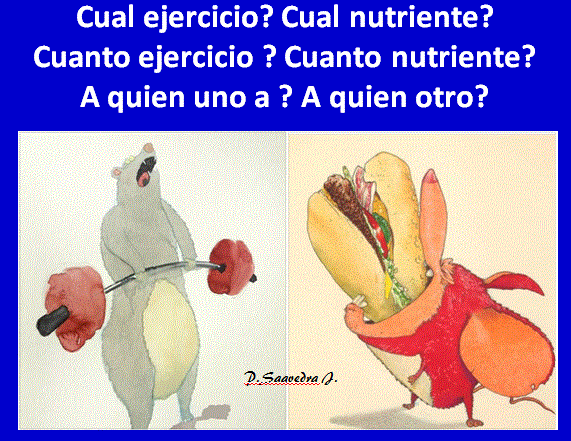 Cual ejercicio? Cual nutriente?
Cuanto ejercicio ? Cuanto nutriente?
A quien uno a ? A quien otro?
D.Saavedra J.